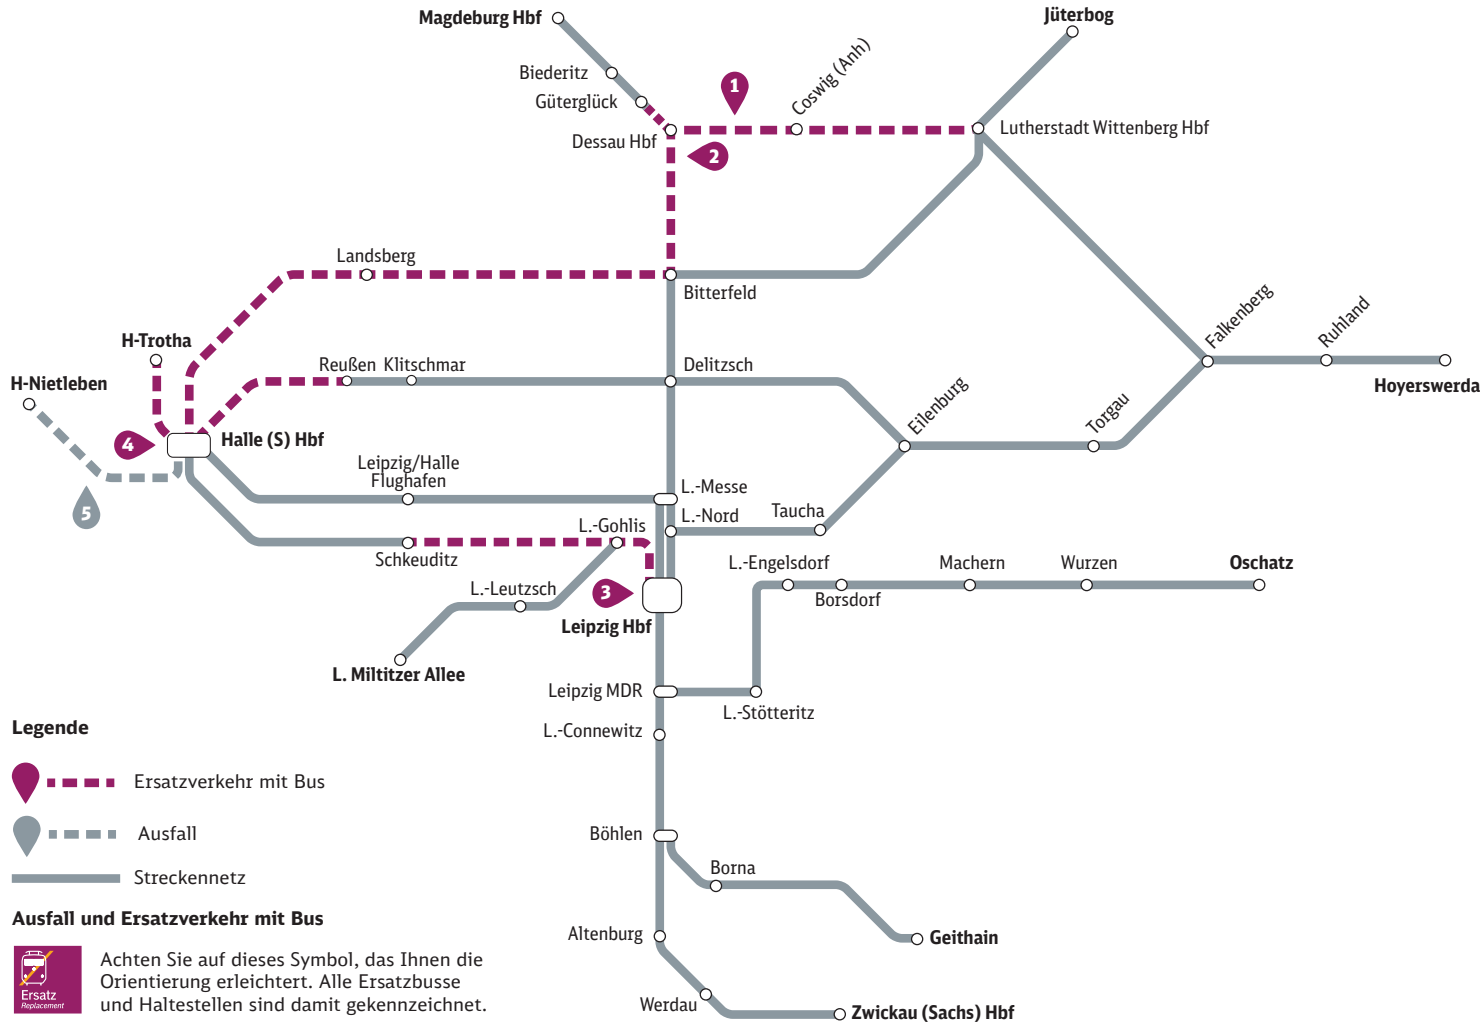 Magdeburg Hbf
Jüterbog
Biederitz
Güterglück
1
Coswig (Anh)
Dessau Hbf
2
Lutherstadt Wittenberg Hbf
Landsberg
Bitterfeld
H-Trotha
H-Nietleben
Reußen
Klitschmar
Delitzsch
Falkenberg
Ruhland
Hoyerswerda
4
Halle (S) Hbf
Eilenburg
Torgau
5
Leipzig/Halle
Flughafen
L.-Messe
L.-Nord
Taucha
L.-Gohlis
Schkeuditz
L.-Leutzsch
3
Leipzig Hbf
L.-Engelsdorf
Borsdorf
Machern
Wurzen
Oschatz
L. Miltitzer Allee
Leipzig MDR
L.-Stötteritz
L.-Connewitz
Böhlen
Borna
Altenburg
Geithain
Werdau
Zwickau (Sachs) Hbf
Legende
Ersatzverkehr mit Bus
Ausfall
Streckennetz
Ausfall und Ersatzverkehr mit Bus
Ersatz
Replacement
Achten Sie auf dieses Symbol, das Ihnen die
Orientierung erleichtert. Alle Ersatzbusse
und Haltestellen sind damit gekennzeichnet.